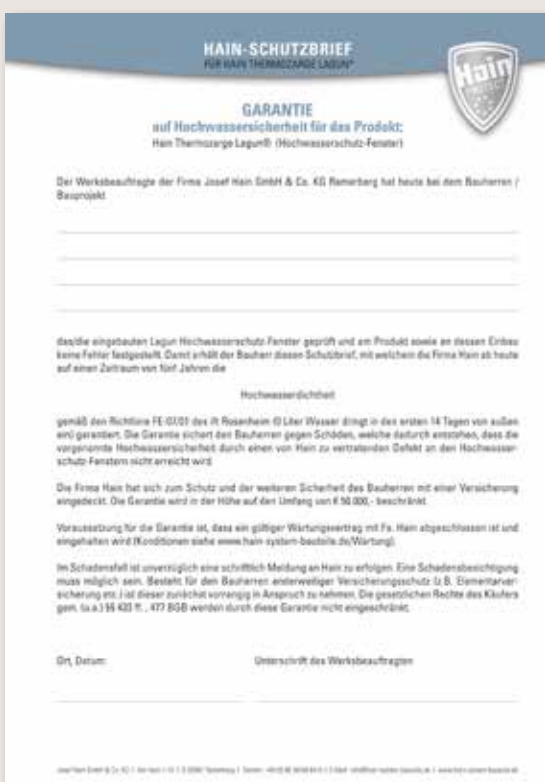 HAIN-SCHUTZBRIEF
FÜR HAIN THERMOZARGE LAGUN®
Hain
GARANTIE
auf Hochwassersicherheit für das Produkt:
Hain Thermozarge Lagun® (Hochwasserschutz-Fenster)
Der Werksbeauftragte der Firma Josef Hain GmbH & Co. KG Ramerberg hat heute bei dem Bauherren /
Bauprojekt
das/die eingebauten Lagun Hochwasserschutz-Fenster geprüft und am Produkt sowie an dessen Einbau
keine Fehler festgestellt. Damit erhält der Bauherr diesen Schutzbrief, mit welchem die Firma Hain ab heute
auf einen Zeitraum von fünf Jahren die
Hochwasserdichtheit
gemäß den Richtlinie FE-07/01 des ift Rosenheim (0 Liter Wasser dringt in den ersten 14 Tagen von außen
ein) garantiert. Die Garantie sichert den Bauherren gegen Schäden, welche dadurch entstehen, dass die
vorgenannte Hochwassersicherheit durch einen von Hain zu vertretenden Defekt an den Hochwasser-
schutz-Fenstern nicht erreicht wird.
Die Firma Hain hat sich zum Schutz und der weiteren Sicherheit des Bauherren mit einer Versicherung
eingedeckt. Die Garantie wird in der Höhe auf den Umfang von € 50.000,- beschränkt.
Voraussetzung für die Garantie ist, dass ein gültiger Wartungsvertrag mit Fa. Hain abgeschlossen ist und
eingehalten wird (Konditionen siehe www.hain-system-bauteile.de/Wartung).
Im Schadensfall ist unverzüglich eine schriftlich Meldung an Hain zu erfolgen. Eine Schadensbesichtigung
muss möglich sein. Besteht für den Bauherren anderweitiger Versicherungsschutz (z.B. Elementarver-
sicherung etc.) ist dieser zunächst vorrangig in Anspruch zu nehmen. Die gesetzlichen Rechte des Käufers
gem. (u.a.) §§ 433 ff., 477 BGB werden durch diese Garantie nicht eingeschränkt.
Ort, Datum:
Unterschrift des Werksbeauftragten
Josef Hain GmbH & Co. KG